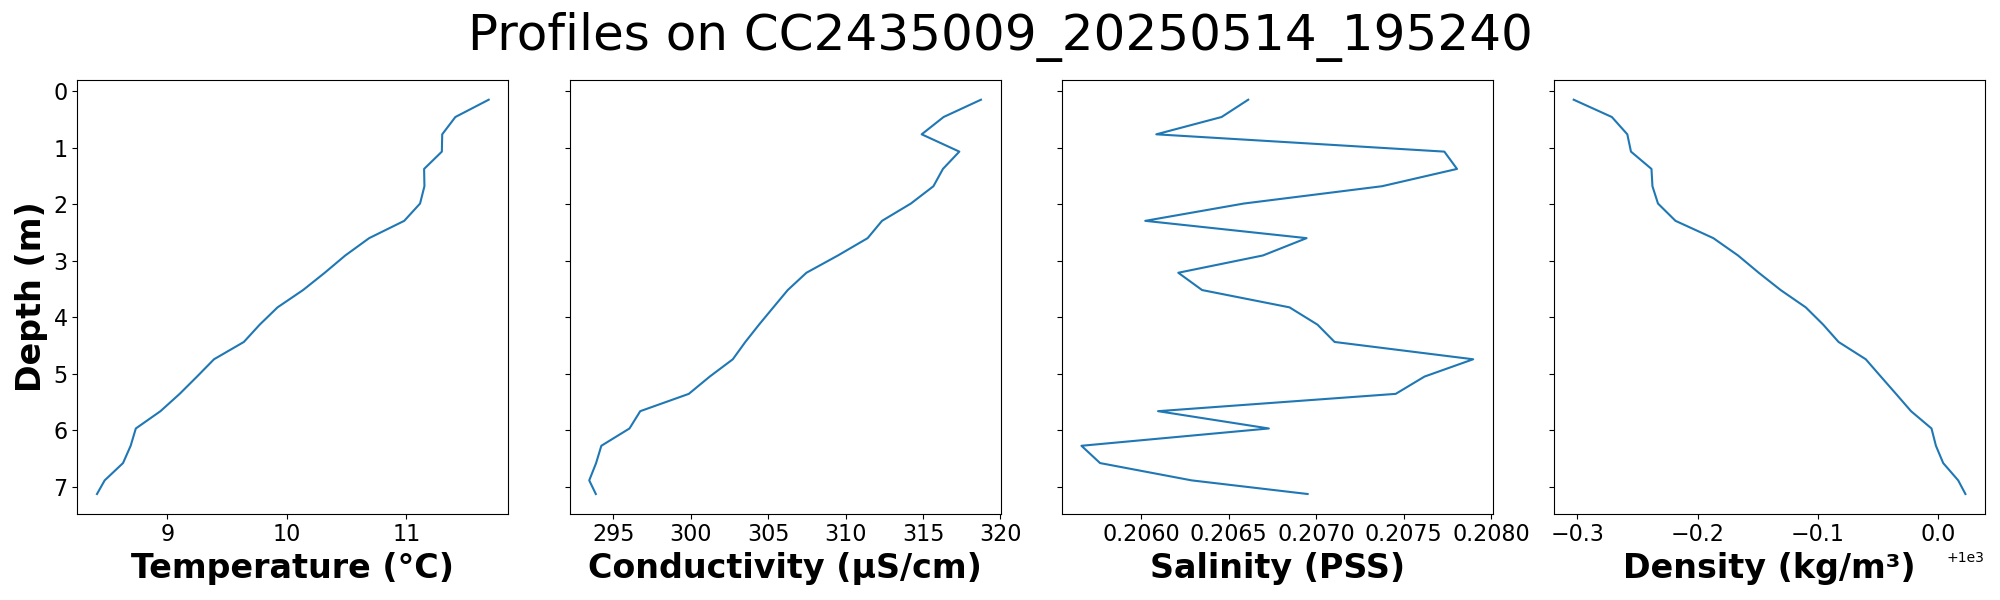 Profiles on CC2435009_20250514_195240
Depth (m)
0
1
2
3
4
5
6
7
9 10 11
Temperature (°C)
295 300 305 310 315 320
Conductivity (µS/cm)
0.2060 0.2065 0.2070 0.2075 0.2080
Salinity (PSS)
−0.3 −0.2 −0.1 0.0
+1e3
Density (kg/m³)